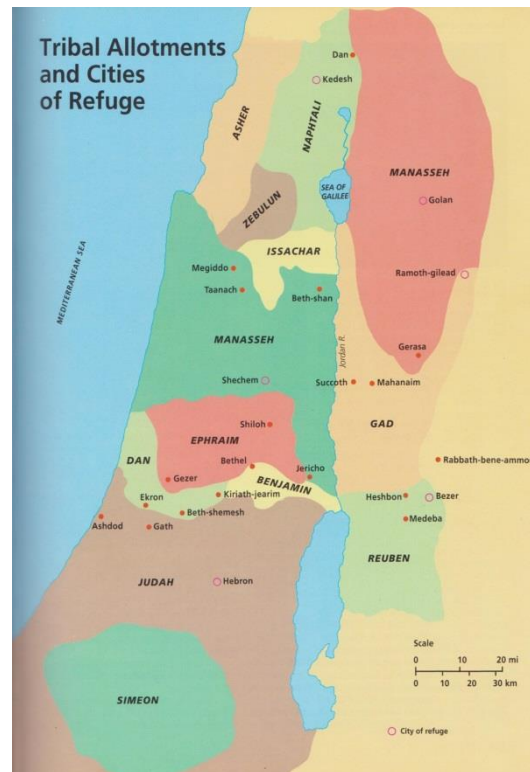 Tribal Allotments
and Cities
of Refuge
Dan
Kedesh
ASHER
NAPHTALI
MANASSEH
SEA OF
GALILEE
Golan
ZEBULUN
ISSACHAR
Megiddo
Ramoth-gilead
Taanach
Beth-shan
MEDITERRANEAN SEA
MANASSEH
Jordan R.
Gerasa
Shechem
Succoth
Mahanaim
GAD
Shiloh
EPHRAIM
DAN
Bethel
Rabbath-bene-ammo
Jericho
Gezer
BENJAMIN
Kiriath-jearim
Heshbon
Bezer
Ekron
Beth-shemesh
Ashdod
Gath
Medeba
REUBEN
JUDAH
Hebron
Scale
0 10 20 mi
0 10 20 30 km
SIMEON
City of refuge